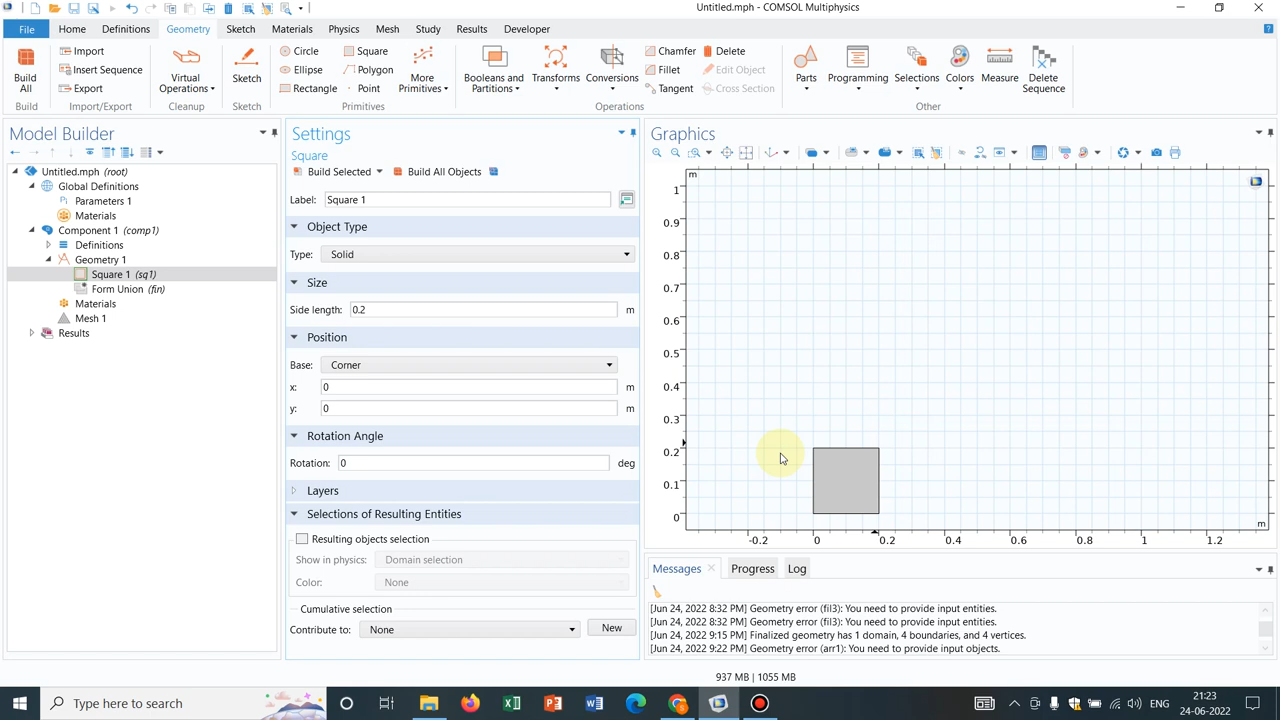 Untitled.mph - COMSOL Multiphysics
File Home Definitions Geometry Sketch Materials Physics Mesh Study Results Developer
Build All
Build
Import
Insert Sequence
Export
Import/Export
Virtual Operations
Cleanup
Sketch
Sketch
Circle Square
Ellipse Polygon
Rectangle Point
More Primitives
Primitives
Booleans and Partitions
Transforms
Conversions
Chamfer Delete
Fillet Edit Object
Tangent Cross Section
Operations
Parts
Programming
Selections
Colors
Measure
Delete Sequence
Other
Model Builder
Untitled.mph (root)
Global Definitions
Parameters 1
Materials
Component 1 (comp1)
Definitions
Geometry 1
Square 1 (sq1)
Form Union (fin)
Materials
Mesh 1
Results
Settings
Square
Build Selected Build All Objects
Label: Square 1
Object Type
Type: Solid
Size
Side length: 0.2 m
Position
Base: Corner
x: 0 m
y: 0 m
Rotation Angle
Rotation: 0 deg
Layers
Selections of Resulting Entities
Resulting objects selection
Show in physics: Domain selection
Color: None
Cumulative selection
Contribute to: None New
Graphics
m
1
0.9
0.8
0.7
0.6
0.5
0.4
0.3
0.2
0.1
0
m
-0.2 0 0.2 0.4 0.6 0.8 1 1.2
Messages Progress Log
[Jun 24, 2022 8:32 PM] Geometry error (fil3): You need to provide input entities.
[Jun 24, 2022 8:32 PM] Geometry error (fil3): You need to provide input entities.
[Jun 24, 2022 9:15 PM] Finalized geometry has 1 domain, 4 boundaries, and 4 vertices.
[Jun 24, 2022 9:22 PM] Geometry error (arr1): You need to provide input objects.
937 MB | 1055 MB
Type here to search
ENG
21:23
24-06-2022